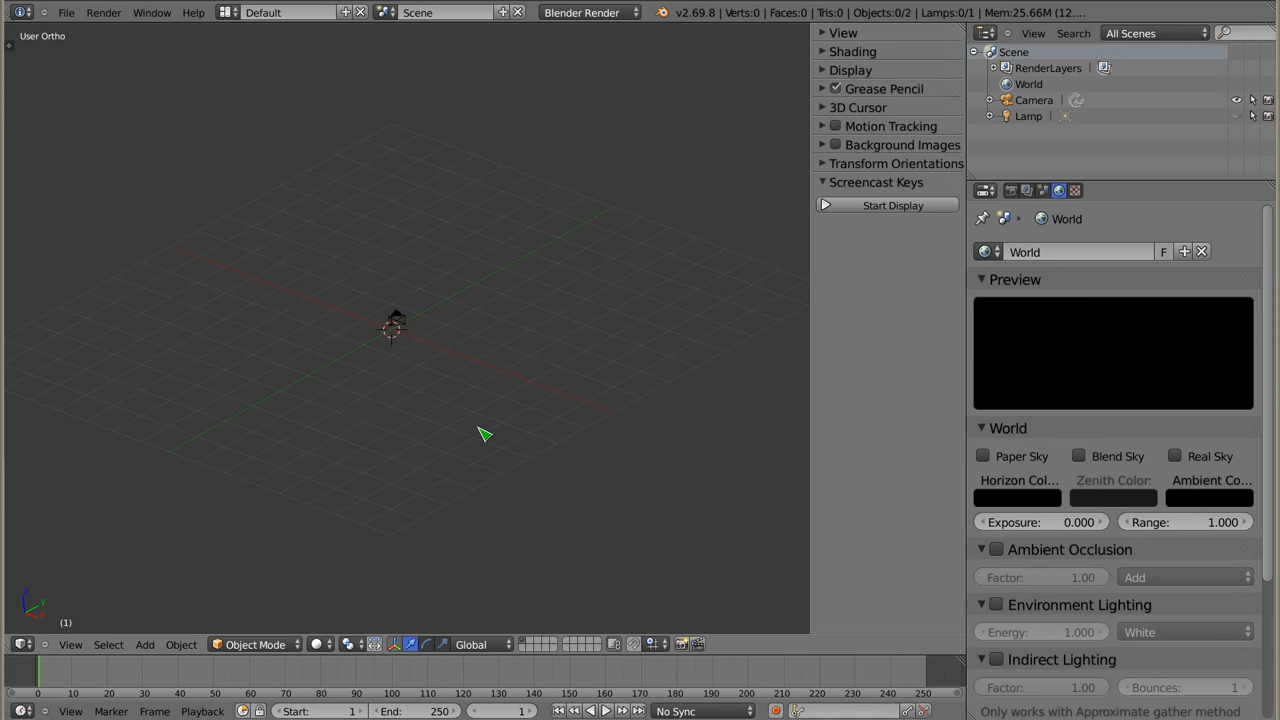 File Render Window Help Default Scene Blender Render v2.69.8 | Verts:0 | Faces:0 | Tris:0 | Objects:0/2 | Lamps:0/1 | Mem:25.66M (12....
User Ortho
View
Shading
Display
Grease Pencil
3D Cursor
Motion Tracking
Background Images
Transform Orientations
Screencast Keys
Start Display
View Search All Scenes
Scene
RenderLayers
World
Camera
Lamp
World
World F
Preview
World
Paper Sky Blend Sky Real Sky
Horizon Col... Zenith Color: Ambient Co...
Exposure: 0.000 Range: 1.000
Ambient Occlusion
Factor: 1.00 Add
Environment Lighting
Energy: 1.000 White
Indirect Lighting
Factor: 1.00 Bounces: 1
Only works with Approximate gather method
z
y
x
(1)
View Select Add Object Object Mode Global
0 10 20 30 40 50 60 70 80 90 100 110 120 130 140 150 160 170 180 190 200 210 220 230 240 250
View Marker Frame Playback Start: 1 End: 250 1 No Sync